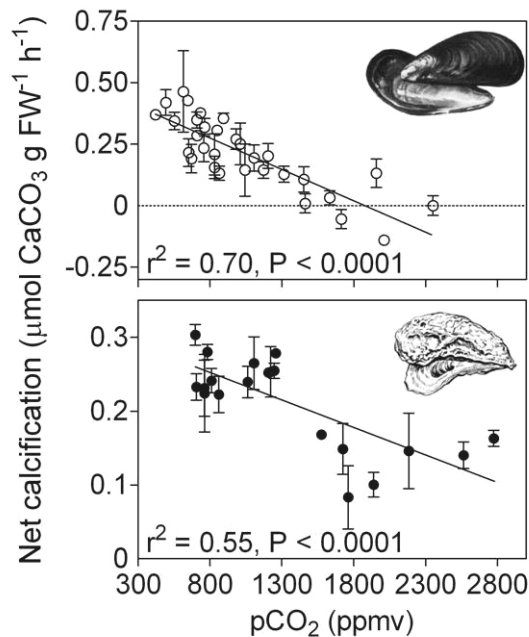 Net calcification (μmol CaCO₃ g FW⁻¹ h⁻¹)
0.75
0.50
0.25
0
-0.25
r² = 0.70, P < 0.0001
0.3
0.2
0.1
0
r² = 0.55, P < 0.0001
300 800 1300 1800 2300 2800
pCO₂ (ppmv)